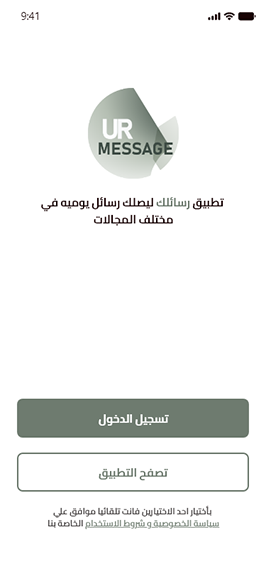 9:41
UR
MESSAGE
تطبيق رسائلك ليصلك رسائل يوميه في
مختلف المجالات
تسجيل الدخول
تصفح التطبيق
بأختيار احد الاختيارين فانت تلقائيا موافق علي
سياسة الخصوصية و شروط الاستخدام الخاصة بنا